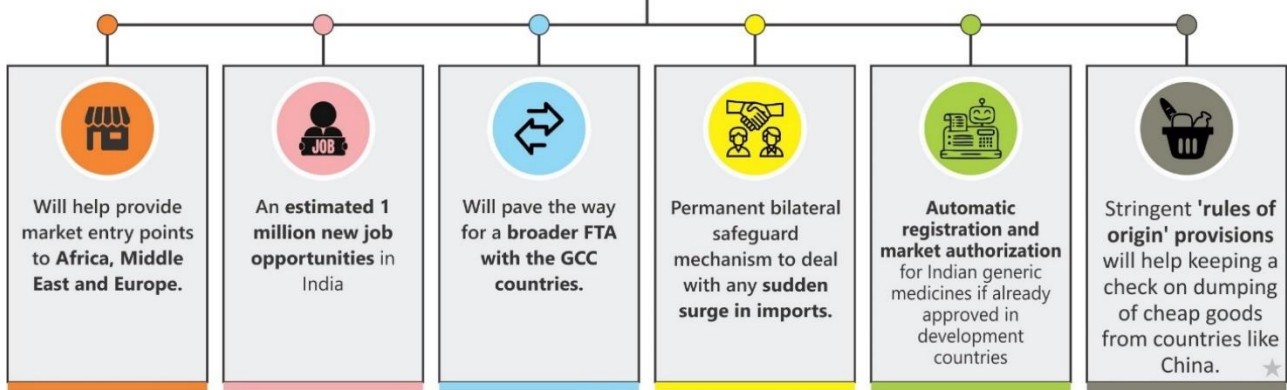 Will help provide
market entry points
to Africa, Middle
East and Europe.
JOB
An estimated 1
million new job
opportunities in
India
Will pave the way
for a broader FTA
with the GCC
countries.
Permanent bilateral
safeguard
mechanism to deal
with any sudden
surge in imports.
Automatic
registration and
market authorization
for Indian generic
medicines if already
approved in
development
countries
Stringent 'rules of
origin' provisions
will help keeping a
check on dumping
of cheap goods
from countries like
China.